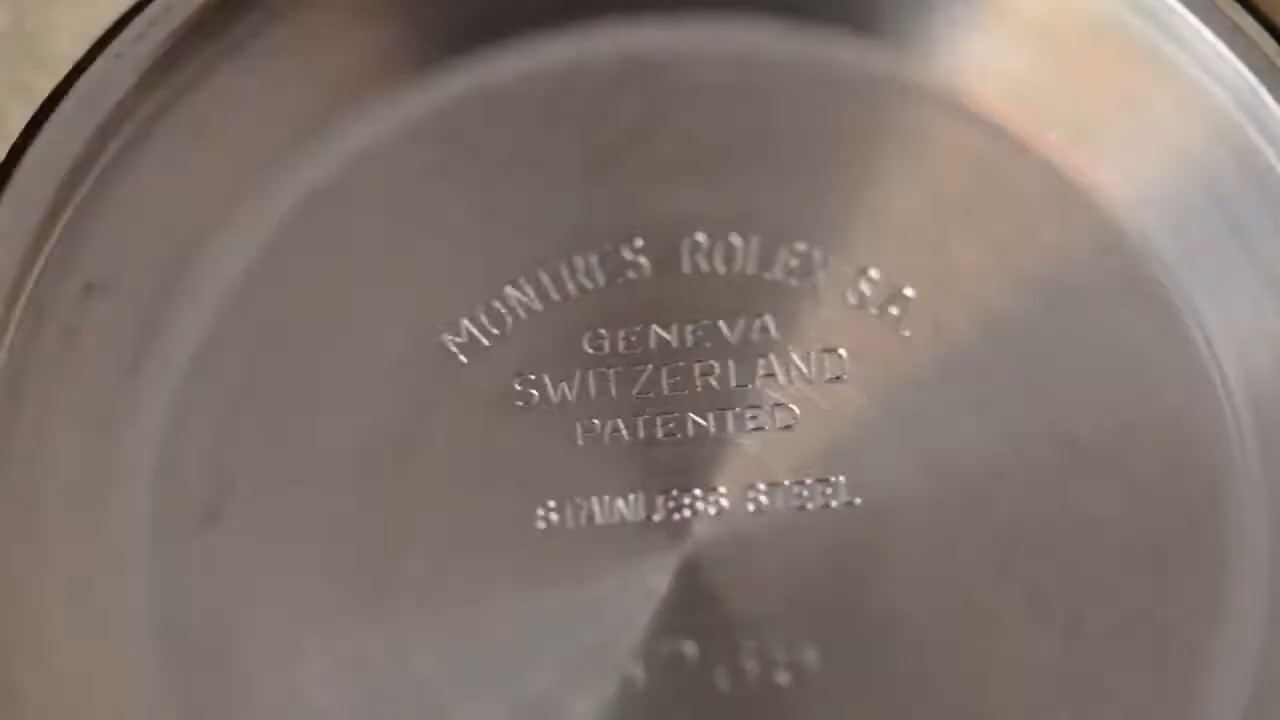 MONTRES ROLEX S.A.
GENEVA
SWITZERLAND
PATENTED
STAINLESS STEEL